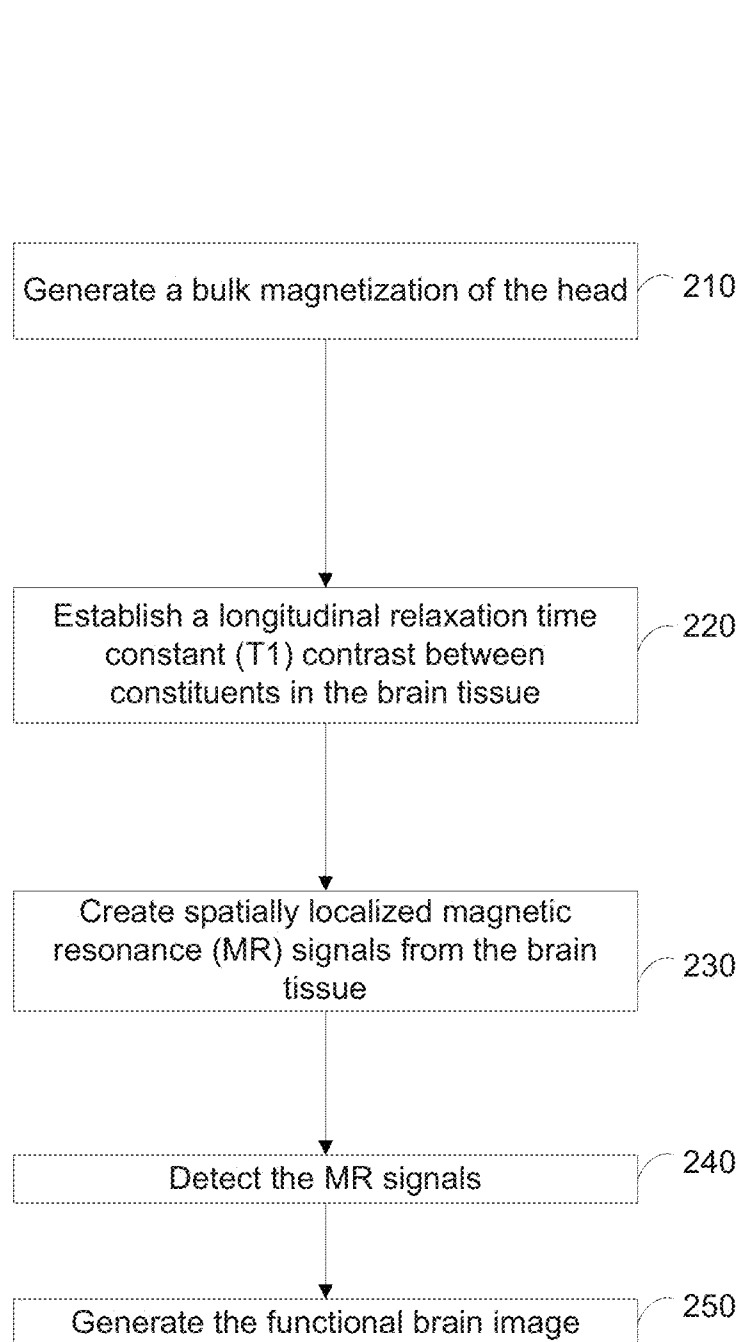 Generate a bulk magnetization of the head
210
Establish a longitudinal relaxation time
constant (T1) contrast between
constituents in the brain tissue
220
Create spatially localized magnetic
resonance (MR) signals from the brain
tissue
230
Detect the MR signals
240
Generate the functional brain image
250